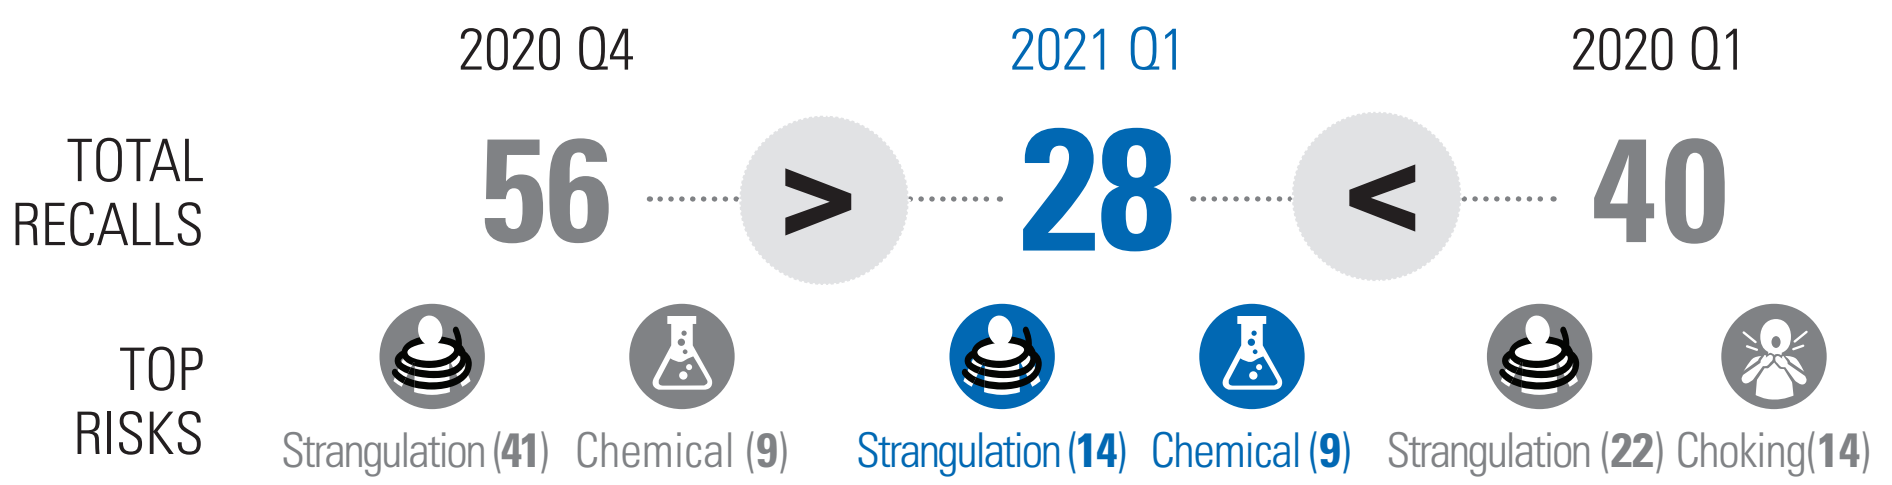 2020 Q4 2021 Q1 2020 Q1
TOTAL
RECALLS
56 > 28 < 40
TOP
RISKS
Strangulation (41) Chemical (9) Strangulation (14) Chemical (9) Strangulation (22) Choking(14)